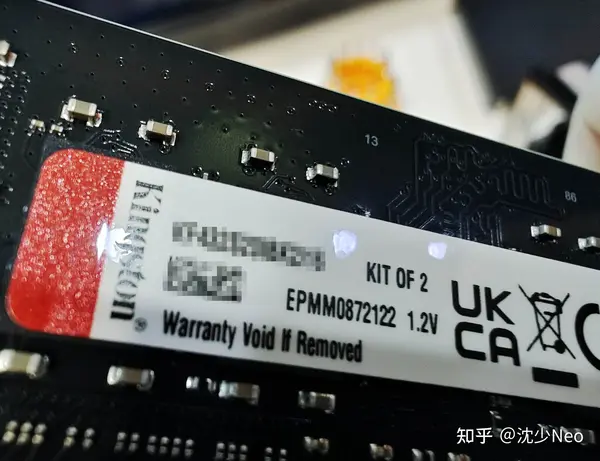 13
86
Kingston®
KIT OF 2
EPMM0872122 1.2V
Warranty Void If Removed
UK
CA
知乎 @沈少Neo